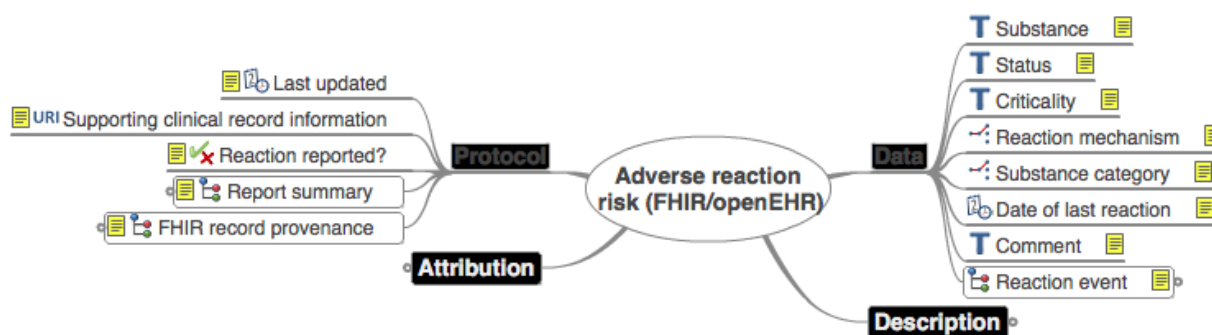 Last updated
URI Supporting clinical record information
Reaction reported?
Report summary
FHIR record provenance
Protocol
Attribution
Adverse reaction
risk (FHIR/openEHR)
Data
T Substance
T Status
T Criticality
Reaction mechanism
Substance category
Date of last reaction
T Comment
Reaction event
Description